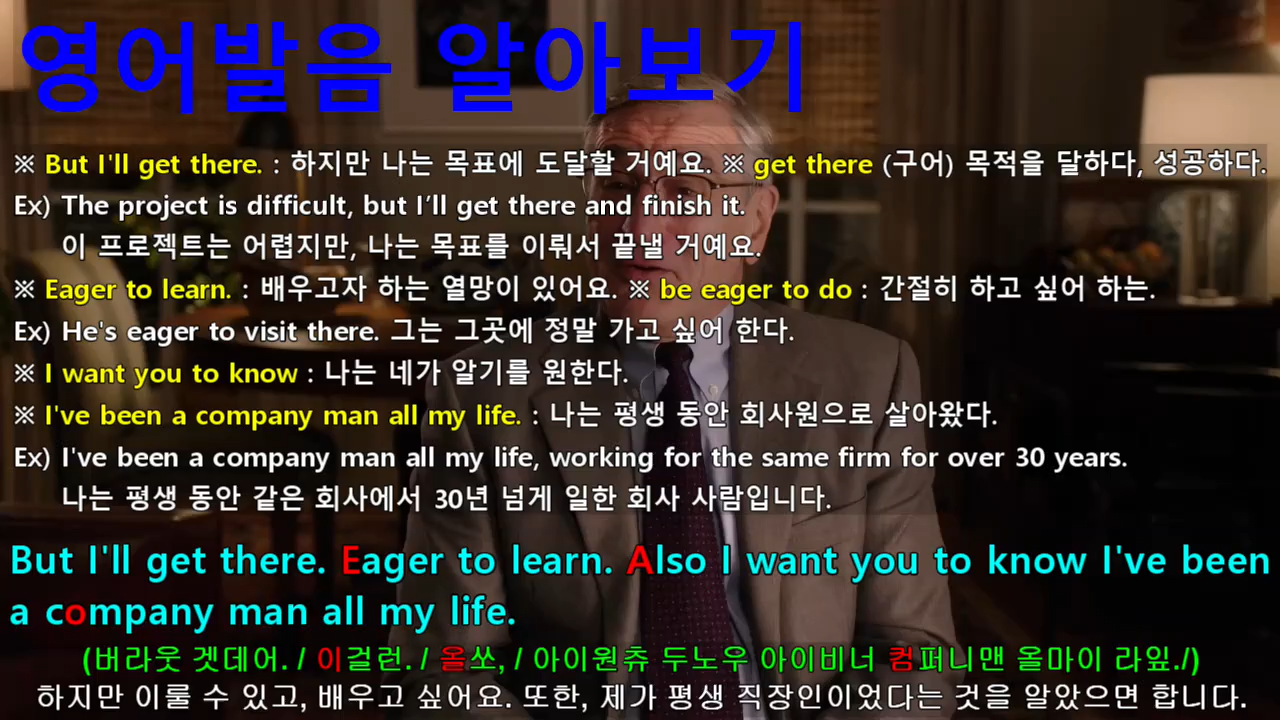 영어발음 알아보기
※ But I'll get there. : 하지만 나는 목표에 도달할 거예요. ※ get there (구어) 목적을 달하다, 성공하다.
Ex) The project is difficult, but I’ll get there and finish it.
이 프로젝트는 어렵지만, 나는 목표를 이뤄서 끝낼 거예요.
※ Eager to learn. : 배우고자 하는 열망이 있어요. ※ be eager to do : 간절히 하고 싶어 하는.
Ex) He's eager to visit there. 그는 그곳에 정말 가고 싶어 한다.
※ I want you to know : 나는 네가 알기를 원한다.
※ I've been a company man all my life. : 나는 평생 동안 회사원으로 살아왔다.
Ex) I've been a company man all my life, working for the same firm for over 30 years.
나는 평생 동안 같은 회사에서 30년 넘게 일한 회사 사람입니다.
But I'll get there. Eager to learn. Also I want you to know I've been
a company man all my life.
(버라웃 겟데어. / 이걸런. / 올쏘, / 아이원츄 두노우 아이비너 컴퍼니맨 올마이 라잎./)
하지만 이룰 수 있고, 배우고 싶어요. 또한, 제가 평생 직장인이었다는 것을 알았으면 합니다.